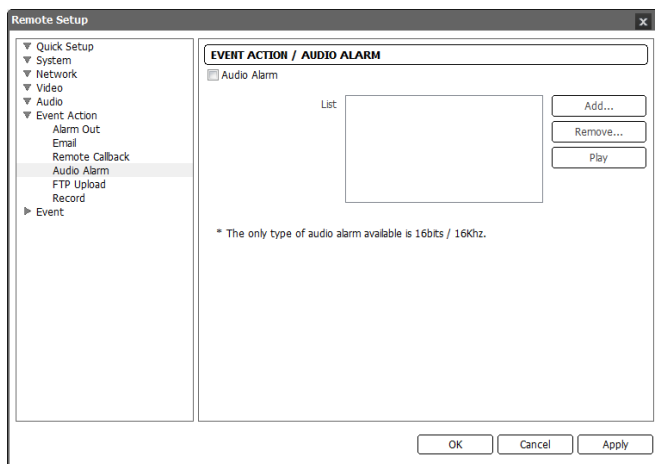 Remote Setup
x
Quick Setup
System
Network
Video
Audio
Event Action
Alarm Out
Email
Remote Callback
Audio Alarm
FTP Upload
Record
Event
EVENT ACTION / AUDIO ALARM
Audio Alarm
List
Add...
Remove...
Play
* The only type of audio alarm available is 16bits / 16Khz.
OK
Cancel
Apply